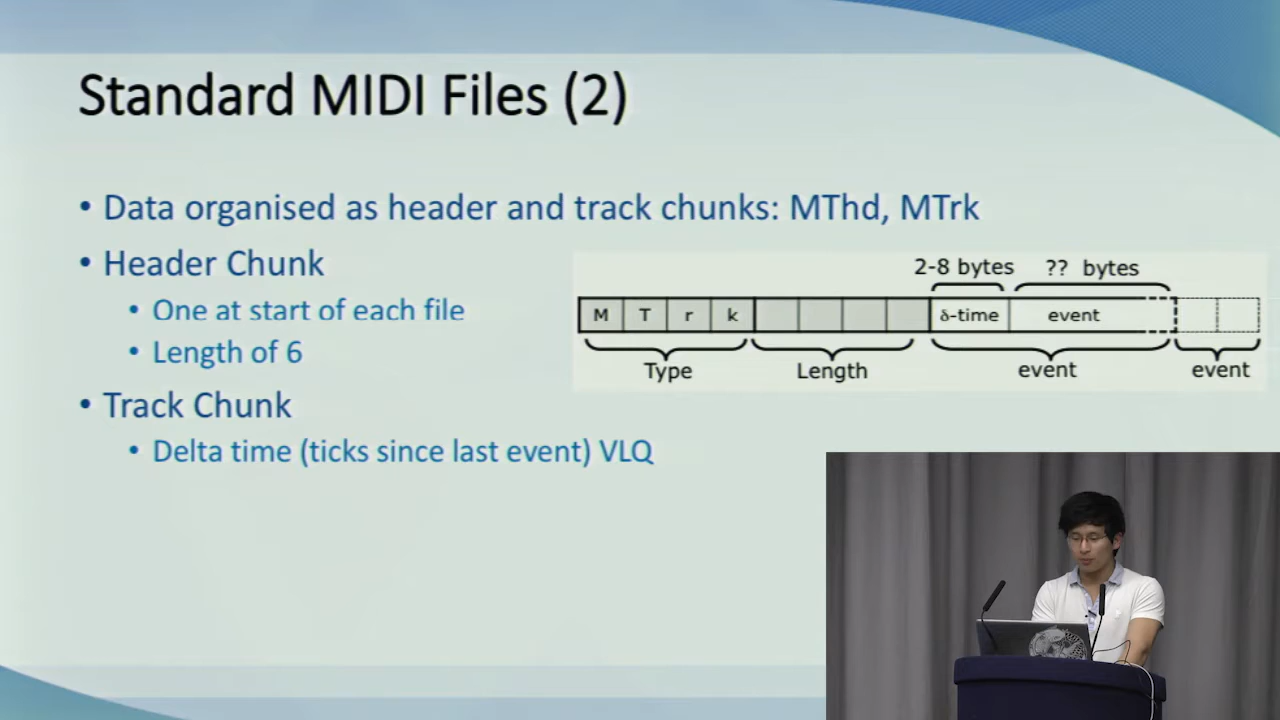 Standard MIDI Files (2)
• Data organised as header and track chunks: MThd, MTrk
• Header Chunk
• One at start of each file
• Length of 6
• Track Chunk
• Delta time (ticks since last event) VLQ
2-8 bytes ?? bytes
M T r k δ-time event
Type Length event event